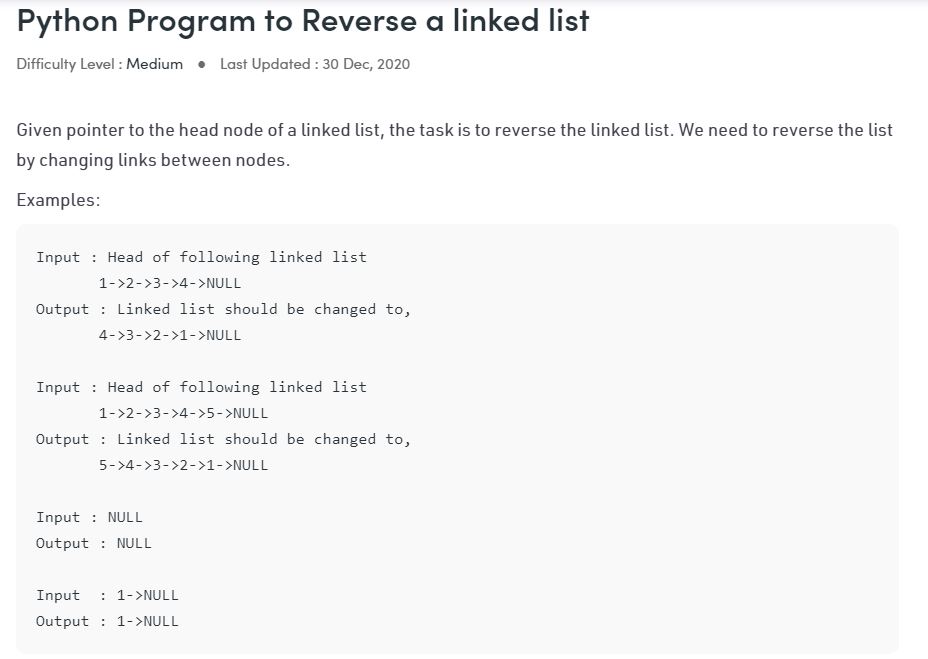 Python Program to Reverse a linked list
Difficulty Level : Medium ● Last Updated : 30 Dec, 2020
Given pointer to the head node of a linked list, the task is to reverse the linked list. We need to reverse the list
by changing links between nodes.
Examples:
Input : Head of following linked list
1->2->3->4->NULL
Output : Linked list should be changed to,
4->3->2->1->NULL
Input : Head of following linked list
1->2->3->4->5->NULL
Output : Linked list should be changed to,
5->4->3->2->1->NULL
Input : NULL
Output : NULL
Input  : 1->NULL
Output : 1->NULL